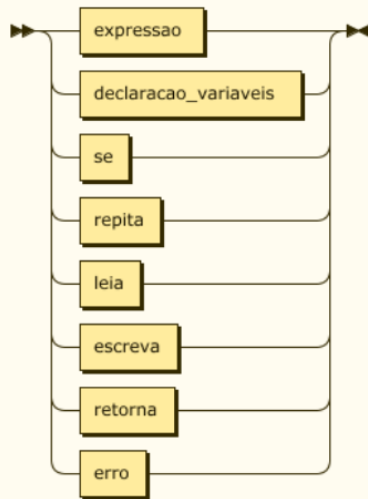 expressao
declaracao_variaveis
se
repita
leia
escreva
retorna
erro